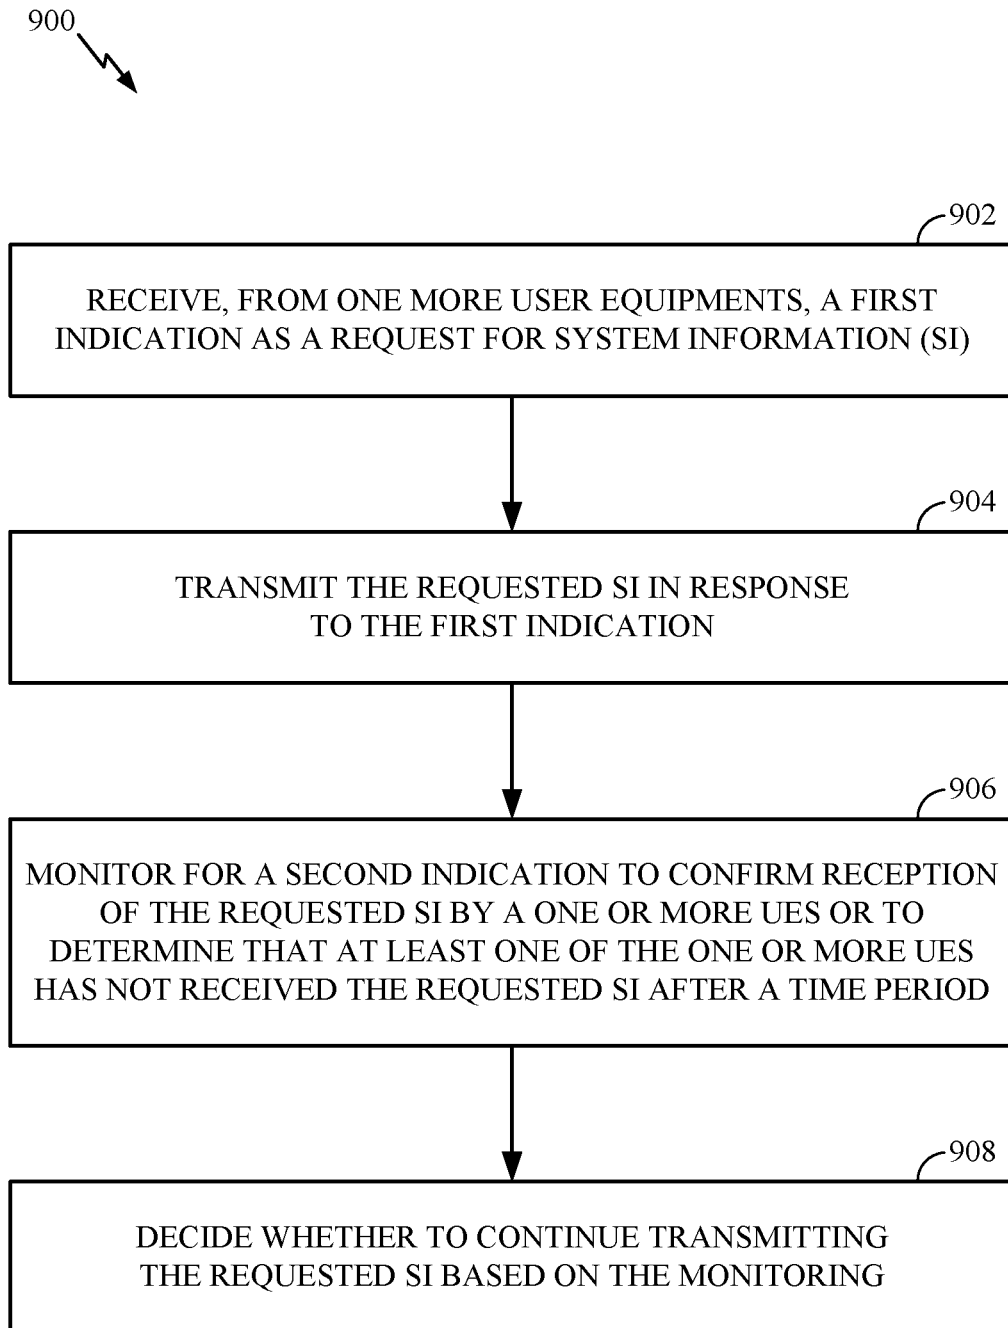 900
902
RECEIVE, FROM ONE MORE USER EQUIPMENTS, A FIRST
INDICATION AS A REQUEST FOR SYSTEM INFORMATION (SI)
904
TRANSMIT THE REQUESTED SI IN RESPONSE
TO THE FIRST INDICATION
906
MONITOR FOR A SECOND INDICATION TO CONFIRM RECEPTION
OF THE REQUESTED SI BY A ONE OR MORE UES OR TO
DETERMINE THAT AT LEAST ONE OF THE ONE OR MORE UES
HAS NOT RECEIVED THE REQUESTED SI AFTER A TIME PERIOD
908
DECIDE WHETHER TO CONTINUE TRANSMITTING
THE REQUESTED SI BASED ON THE MONITORING